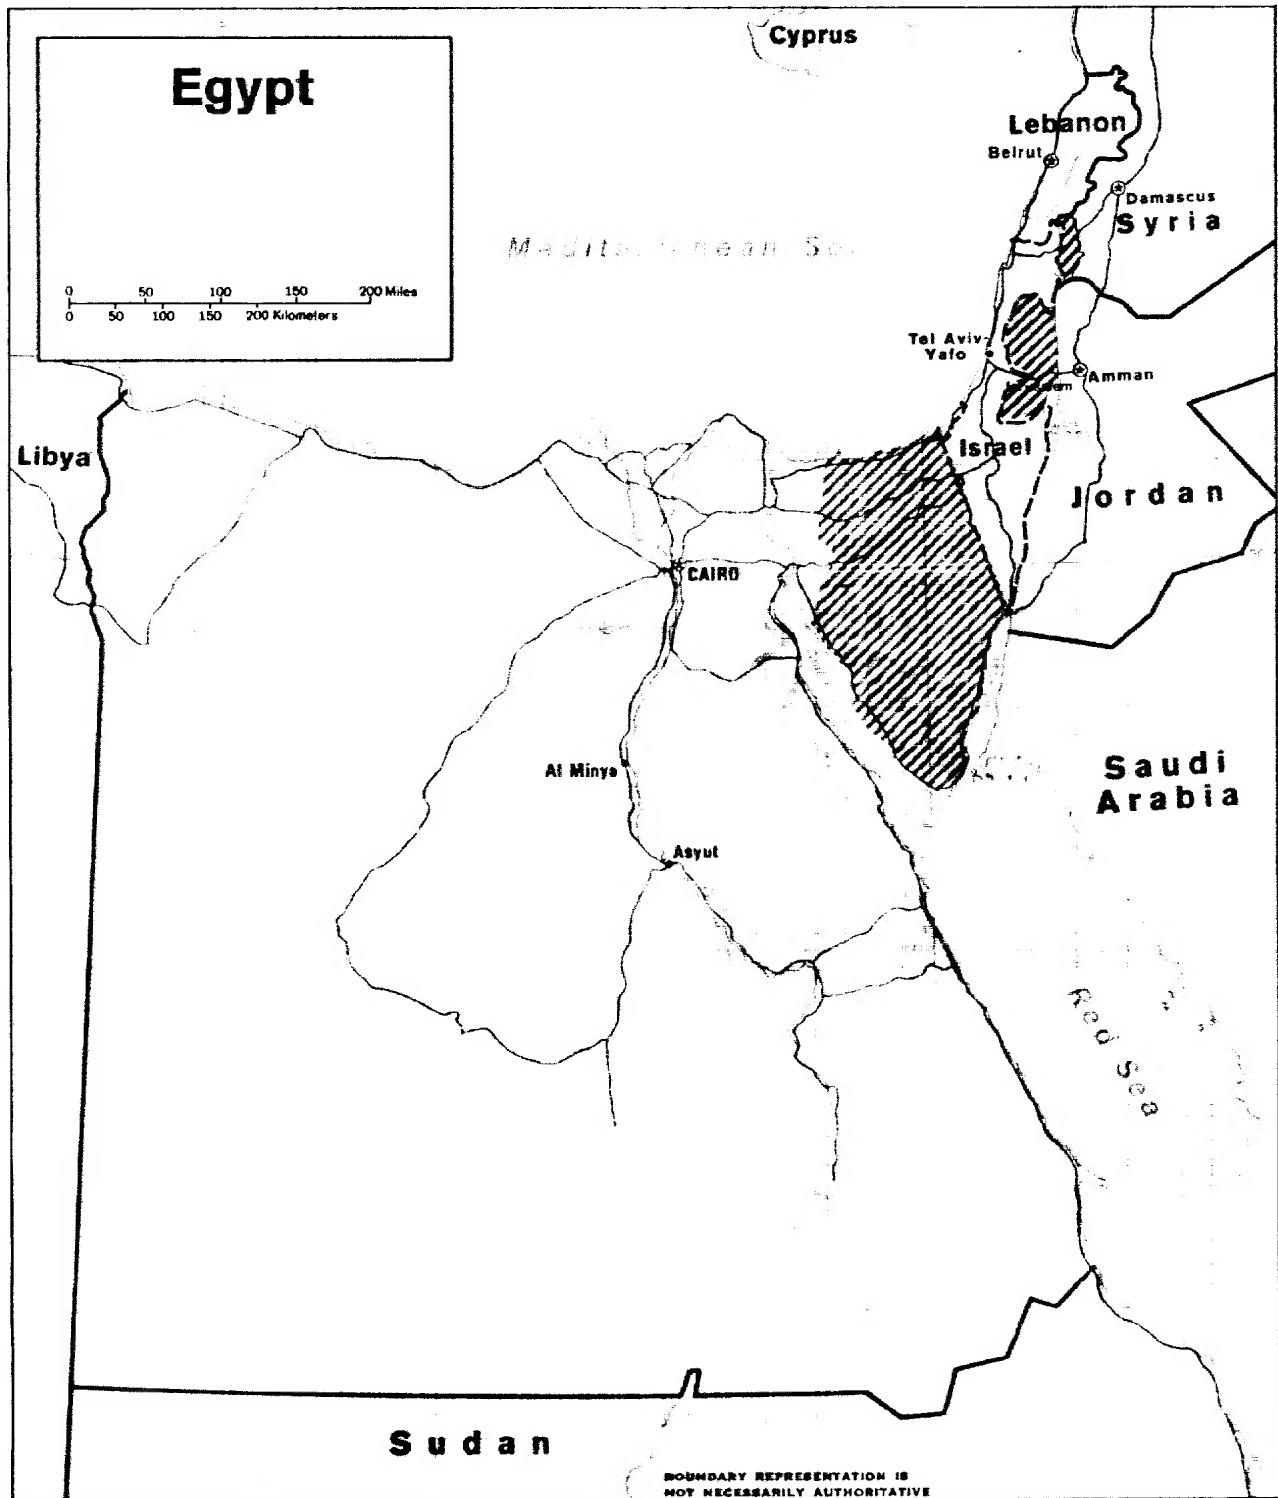 Egypt
0 50 100 150 200 Miles
0 50 100 150 200 Kilometers
Cyprus
Lebanon
Beirut
Damascus
Syria
Tel Aviv-
Yafo
Amman
Libya
Israel
Jordan
CAIRO
Al Minya
Saudi
Arabia
Asyut
Red Sea
Sudan
BOUNDARY REPRESENTATION IS
NOT NECESSARILY AUTHORITATIVE